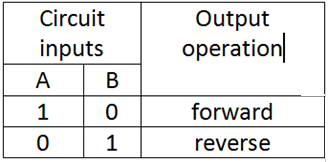 Circuit inputs Output operation
A B
1 0 forward
0 1 reverse